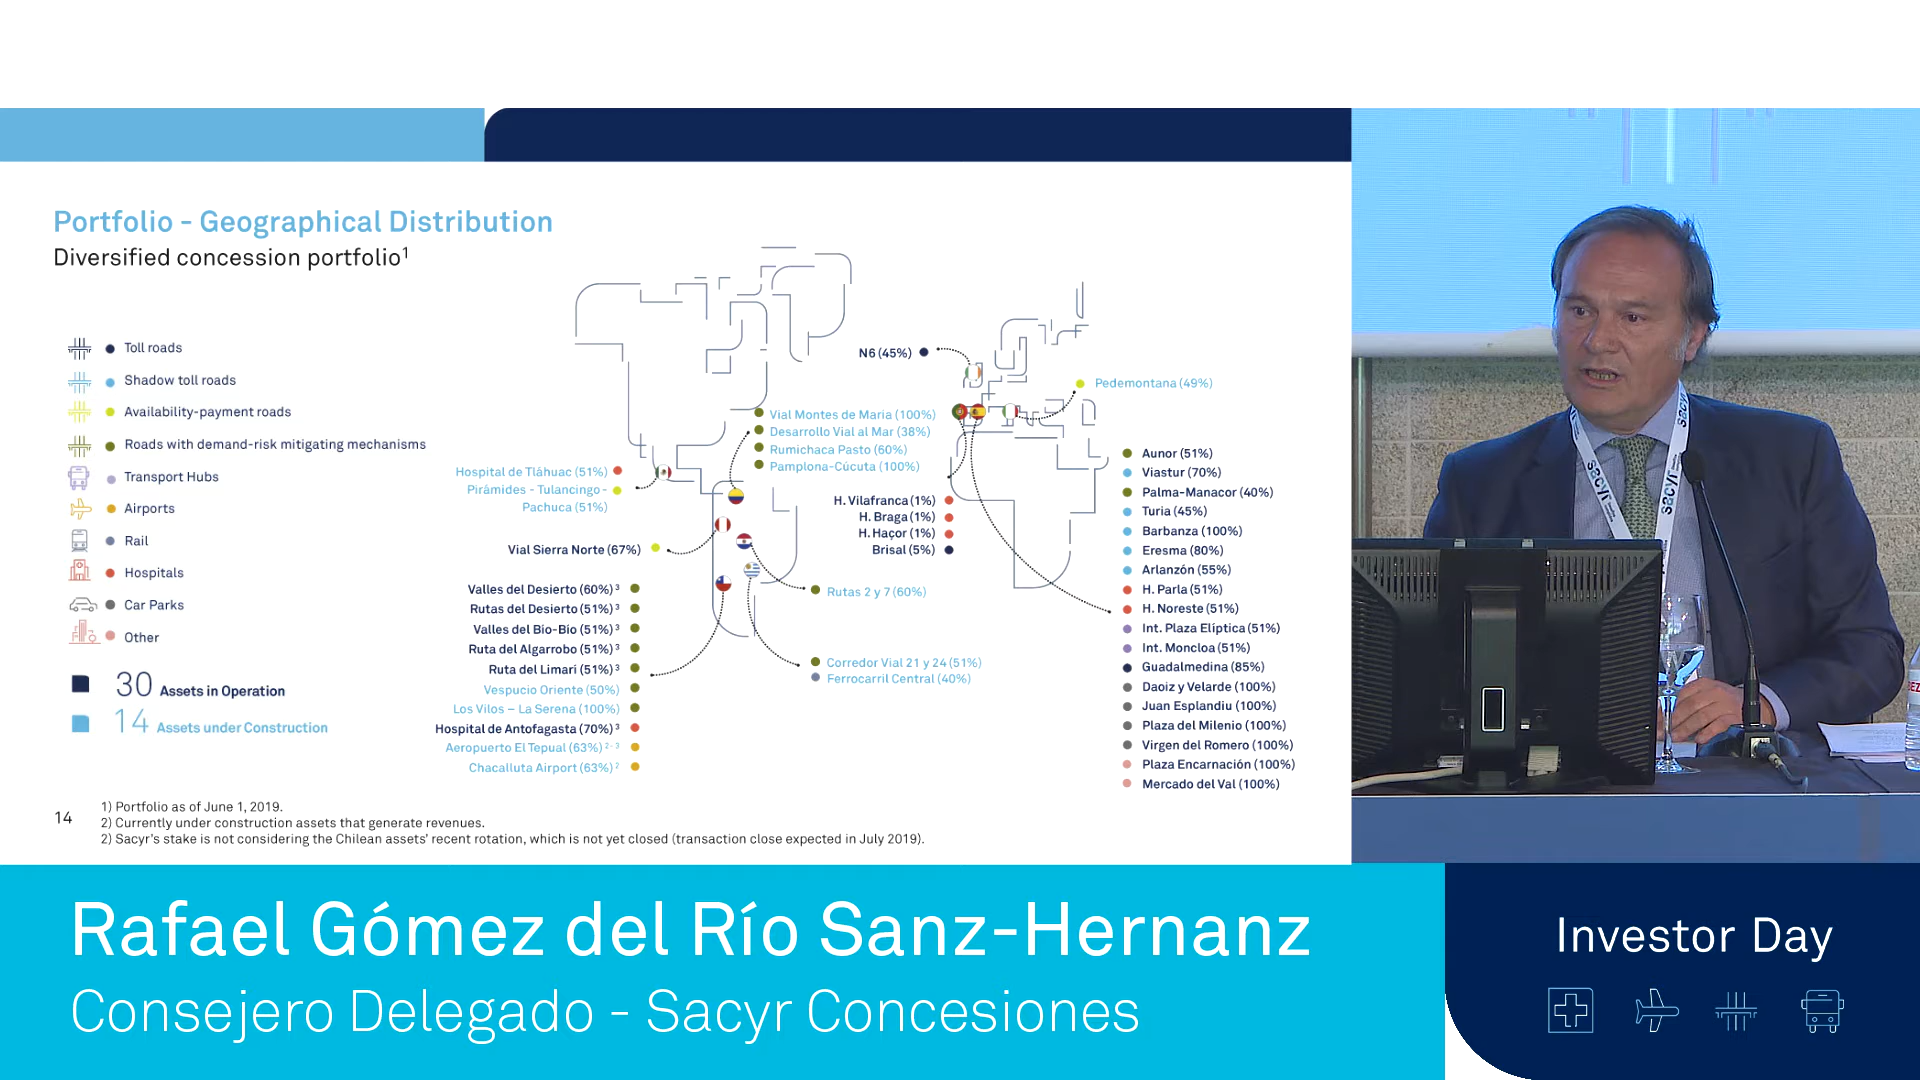 Portfolio - Geographical Distribution
Diversified concession portfolio¹
Toll roads
Shadow toll roads
Availability-payment roads
Roads with demand-risk mitigating mechanisms
Transport Hubs
Airports
Rail
Hospitals
Car Parks
Other
30 Assets in Operation
14 Assets under Construction
N6 (45%)
Pedemontana (49%)
Vial Montes de Maria (100%)
Desarrollo Vial al Mar (38%)
Rumichaca Pasto (60%)
Pamplona-Cúcuta (100%)
Hospital de Tláhuac (51%)
Pirámides - Tulancingo -
Pachuca (51%)
Vial Sierra Norte (67%)
H. Vilafranca (1%)
H. Braga (1%)
H. Haçor (1%)
Brisal (5%)
Valles del Desierto (60%) ³
Rutas del Desierto (51%) ³
Valles del Bio-Bio (51%) ³
Ruta del Algarrobo (51%) ³
Ruta del Limarí (51%) ³
Vespucio Oriente (50%)
Los Vilos – La Serena (100%)
Hospital de Antofagasta (70%) ³
Aeropuerto El Tepual (63%) ²⋅³
Chacalluta Airport (63%) ²
Rutas 2 y 7 (60%)
Corredor Vial 21 y 24 (51%)
Ferrocarril Central (40%)
Aunor (51%)
Viastur (70%)
Palma-Manacor (40%)
Turia (45%)
Barbanza (100%)
Eresma (80%)
Arlanzón (55%)
H. Parla (51%)
H. Noreste (51%)
Int. Plaza Elíptica (51%)
Int. Moncloa (51%)
Guadalmedina (85%)
Daoiz y Velarde (100%)
Juan Esplandiu (100%)
Plaza del Milenio (100%)
Virgen del Romero (100%)
Plaza Encarnación (100%)
Mercado del Val (100%)
14
1) Portfolio as of June 1, 2019.
2) Currently under construction assets that generate revenues.
2) Sacyr's stake is not considering the Chilean assets' recent rotation, which is not yet closed (transaction close expected in July 2019).
sacyr
sacyr
Rafael Gómez del Río Sanz-Hernanz
Consejero Delegado - Sacyr Concesiones
Investor Day